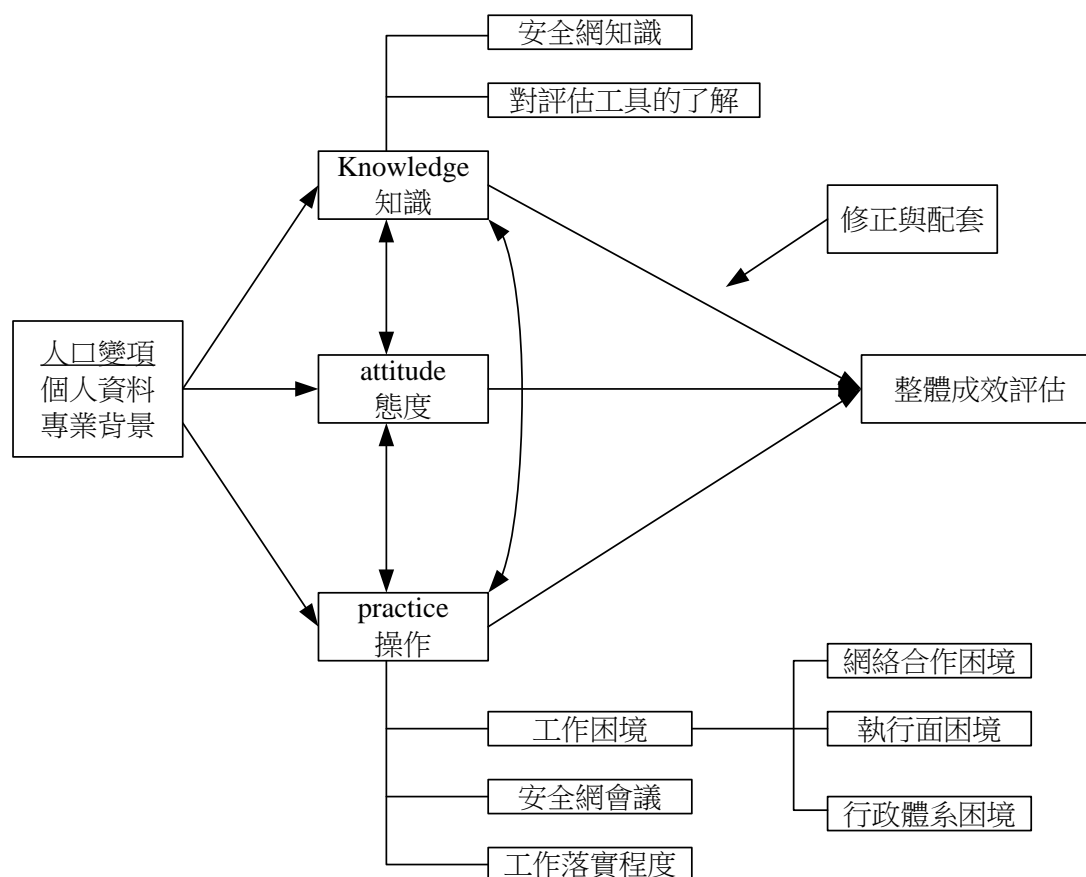 安全網知識
對評估工具的了解
Knowledge
知識
修正與配套
人口變項
個人資料
專業背景
attitude
態度
整體成效評估
practice
操作
網絡合作困境
工作困境
執行面困境
安全網會議
行政體系困境
工作落實程度